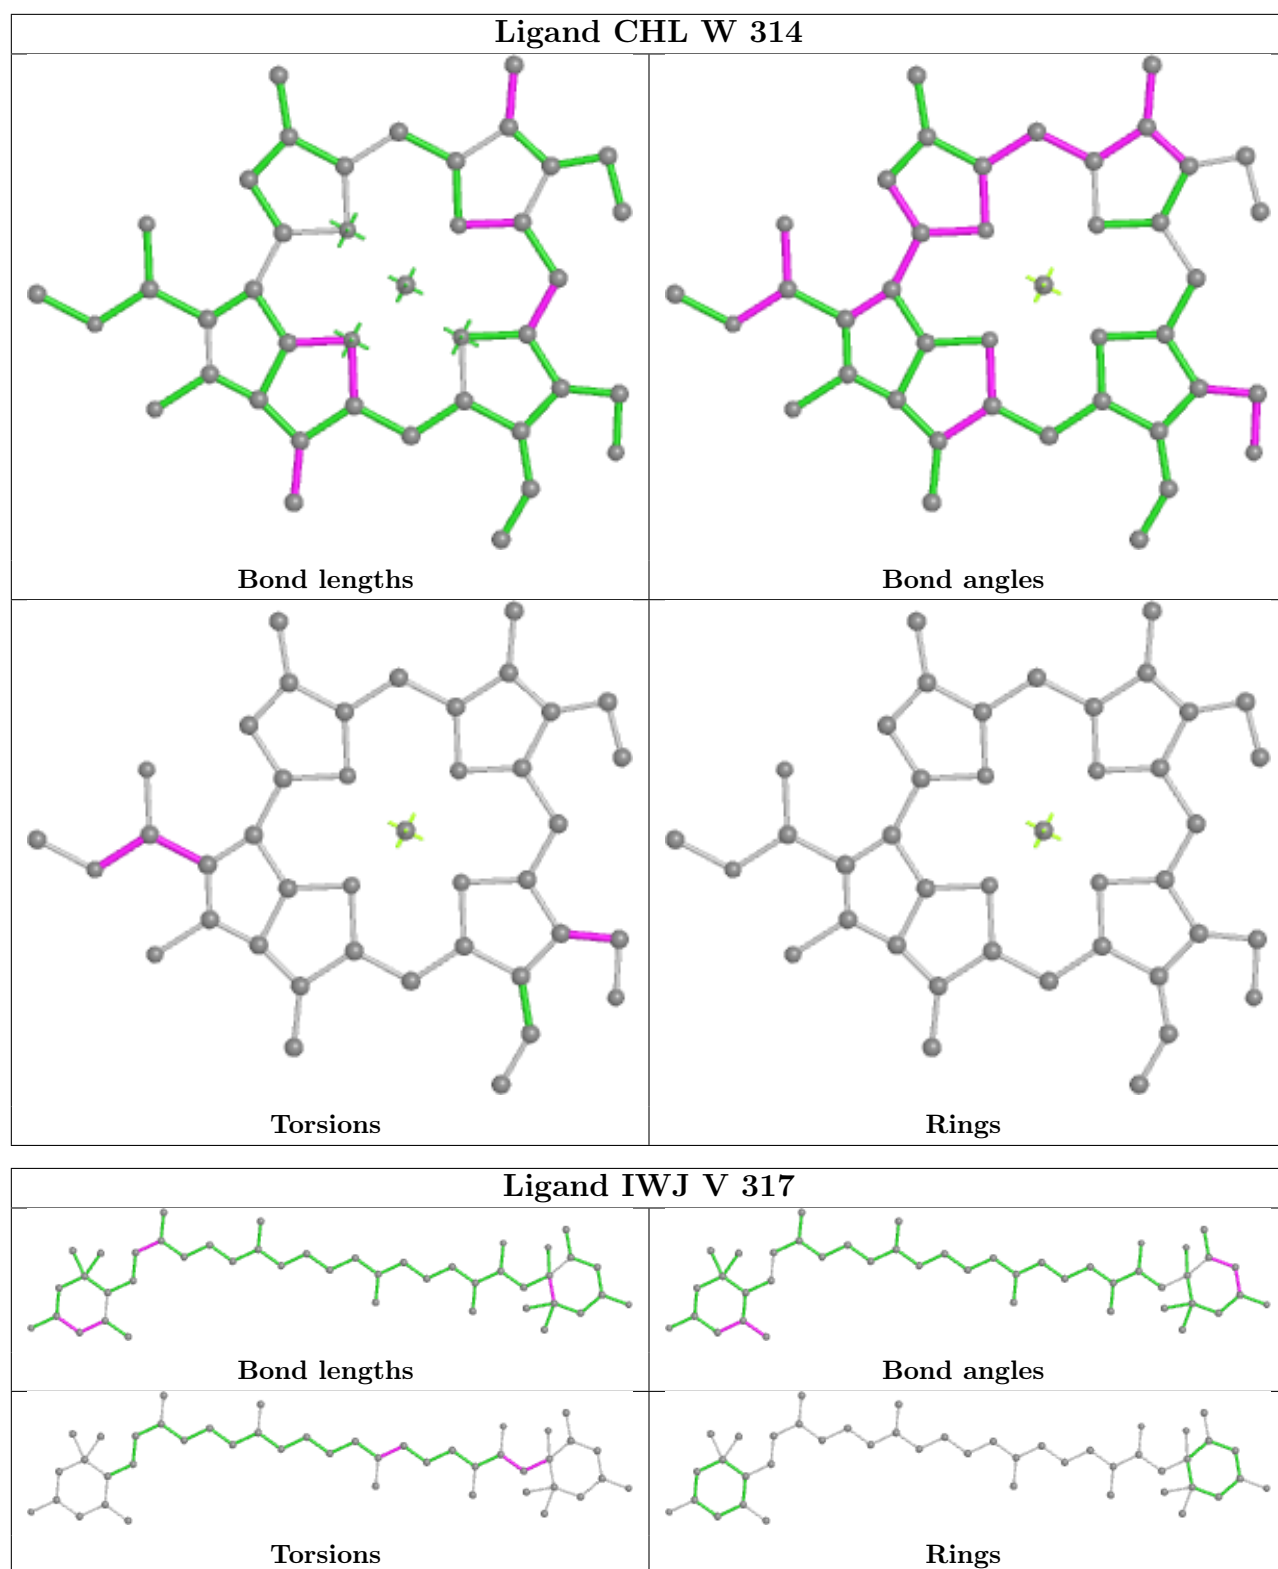 Ligand CHL W 314
Bond lengths
Bond angles
Torsions
Rings
Ligand IWJ V 317
Bond lengths
Bond angles
Torsions
Rings